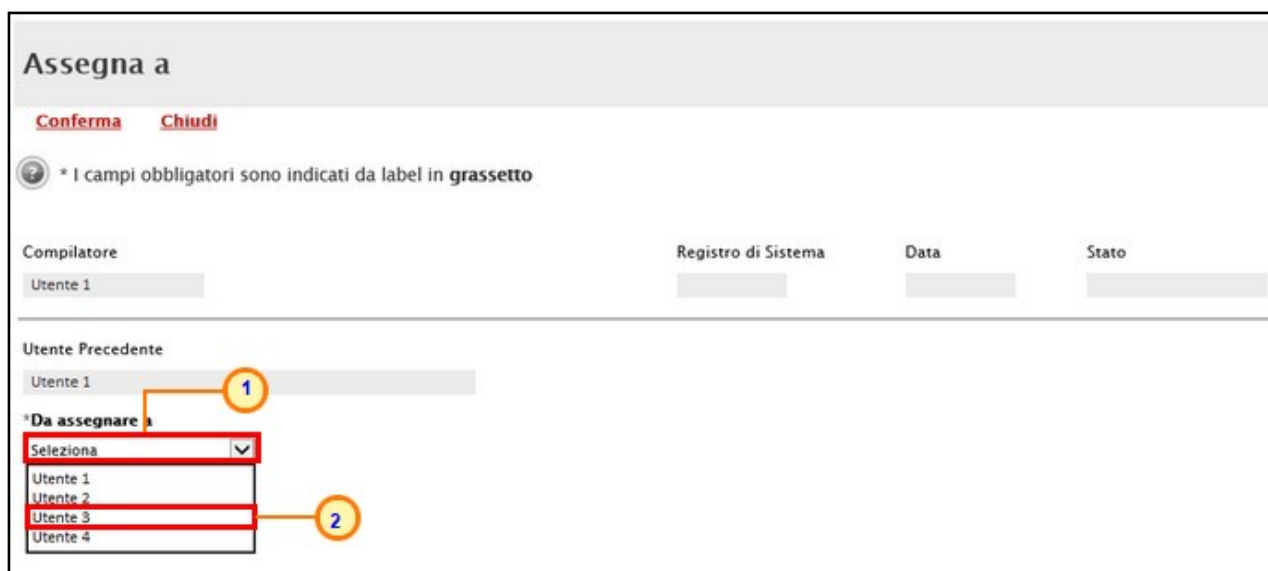 Assegna a
Conferma Chiudi
* I campi obbligatori sono indicati da label in grassetto
Compilatore Registro di Sistema Data Stato
Utente 1
Utente Precedente
Utente 1
1
*Da assegnare a
Seleziona
Utente 1
Utente 2
Utente 3
2
Utente 4